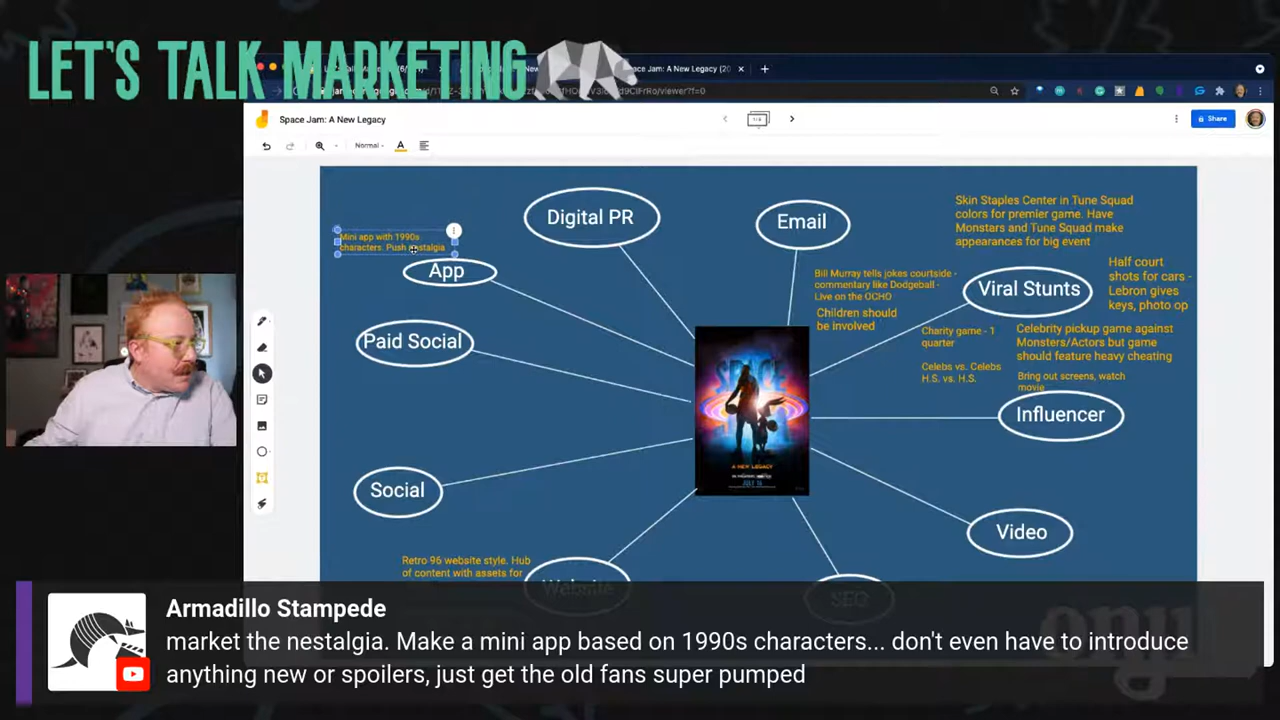 LET'S TALK MARKETING
Space Jam: A New Legacy
Share
Normal
Mini app with 1990s
characters. Push nostalgia
App
Digital PR
Email
Skin Staples Center in Tune Squad
colors for premier game. Have
Monsters and Tune Squad make
appearances for big event
Bill Murray tells jokes courtside -
commentary like Dodgeball -
Live on the OCHO
Children should
be involved
Viral Stunts
Half court
shots for cars -
Lebron gives
keys, photo op
Paid Social
Charity game - 1
quarter
Celebs vs. Celebs
H.S. vs. H.S.
Celebrity pickup game against
Monsters/Actors but game
should feature heavy cheating
Bring out screens, watch
movie
Influencer
SPACE
A NEW LEGACY
Social
Video
Retro 96 website style. Hub
of content with assets for
Website
SEO
Armadillo Stampede
market the nestalgia. Make a mini app based on 1990s characters... don't even have to introduce
anything new or spoilers, just get the old fans super pumped